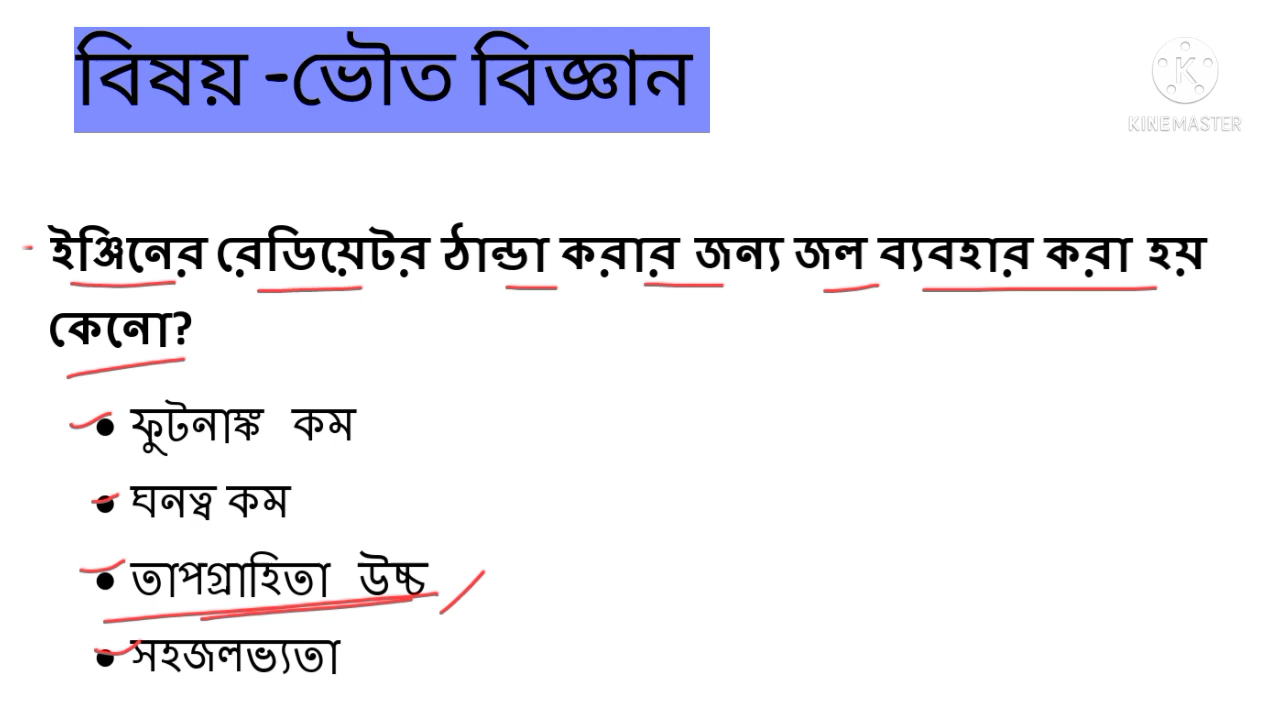 বিষয় -ভৌত বিজ্ঞান
KINEMASTER
ইঞ্জিনের রেডিয়েটর ঠান্ডা করার জন্য জল ব্যবহার করা হয়
কেনো?
• ফুটনাঙ্ক কম
• ঘনত্ব কম
• তাপগ্রাহিতা উচ্চ
• সহজলভ্যতা